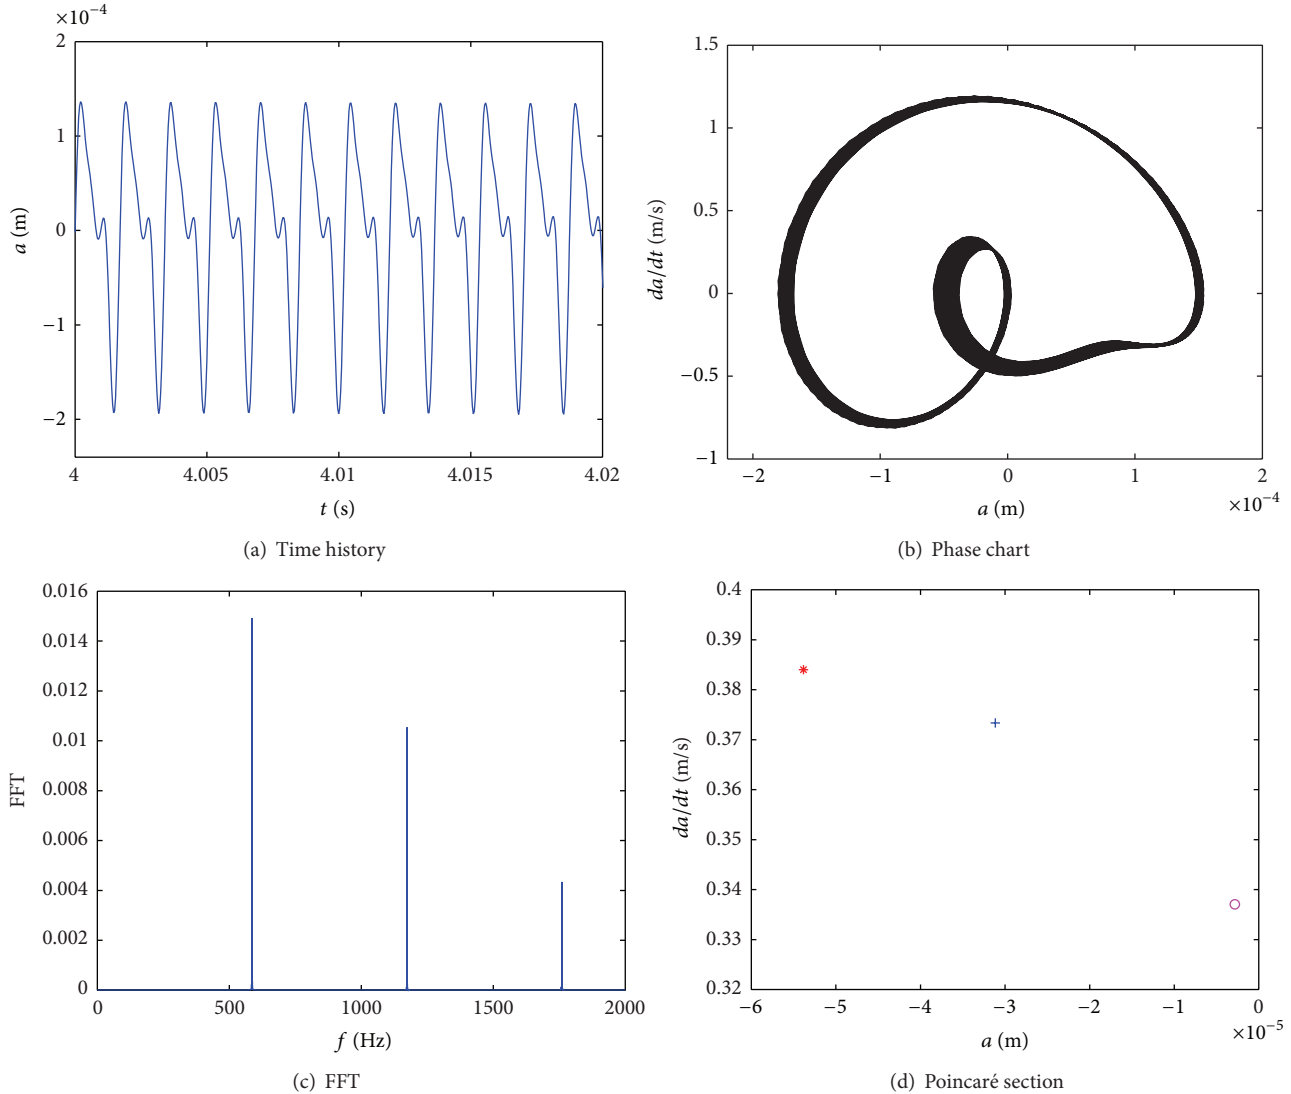 ×10−4
2
1
0
−1
−2
a (m)
4 4.005 4.01 4.015 4.02
t (s)
(a) Time history
1.5
1
0.5
0
−0.5
−1
da/dt (m/s)
−2 −1 0 1 2
×10−4
a (m)
(b) Phase chart
0.016
0.014
0.012
0.01
0.008
0.006
0.004
0.002
0
FFT
0 500 1000 1500 2000
f (Hz)
(c) FFT
0.4
0.39
0.38
0.37
0.36
0.35
0.34
0.33
0.32
da/dt (m/s)
−6 −5 −4 −3 −2 −1 0
×10−5
a (m)
(d) Poincaré section